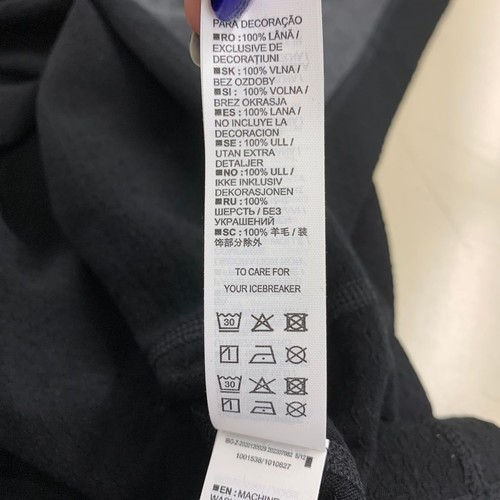 PARA DECORAÇÃO
RO : 100% LÂNĂ /
EXCLUSIVE DE
DECORAȚIUNI
SK : 100% VLNA /
BEZ OZDOBY
SI : 100% VOLNA /
BREZ OKRASJA
ES : 100% LANA /
NO INCLUYE LA
DECORACION
SE : 100% ULL /
UTAN EXTRA
DETALJER
NO : 100% ULL /
IKKE INKLUSIV
DEKORASJONEN
RU : 100%
ШЕРСТЬ / БЕЗ
УКРАШЕНИЙ
SC : 100% 羊毛 / 装
饰部分除外
TO CARE FOR
YOUR ICEBREAKER
30
30
5/12
1001538/1010527
EN : MACHINE